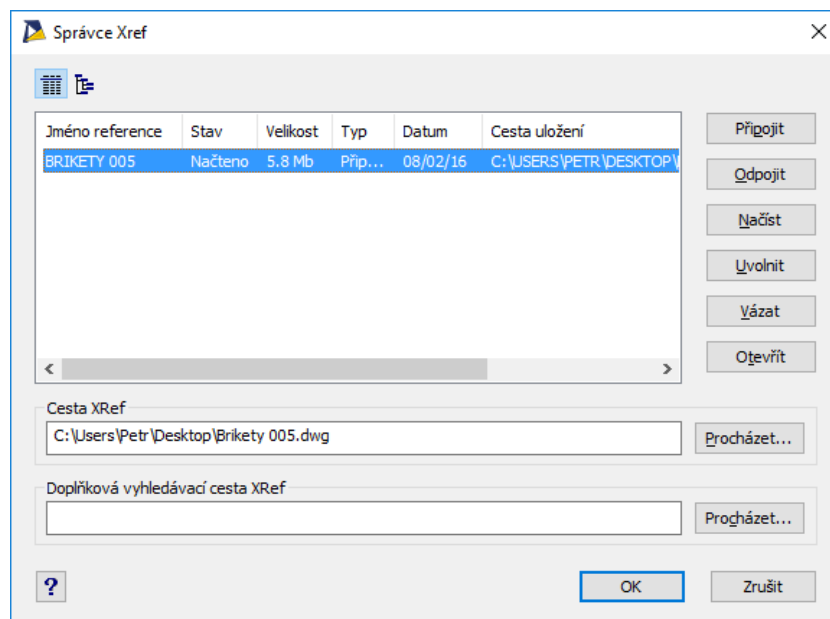 Správce Xref
Jméno reference Stav Velikost Typ Datum Cesta uložení
BRIKETY 005 Načteno 5.8 Mb Přip... 08/02/16 C:\USERS\PETR\DESKTOP\
Připojit
Odpojit
Načíst
Uvolnit
Vázat
Otevřít
Cesta XRef
C:\Users\Petr\Desktop\Brikety 005.dwg
Procházet...
Doplňková vyhledávací cesta XRef
Procházet...
?
OK
Zrušit